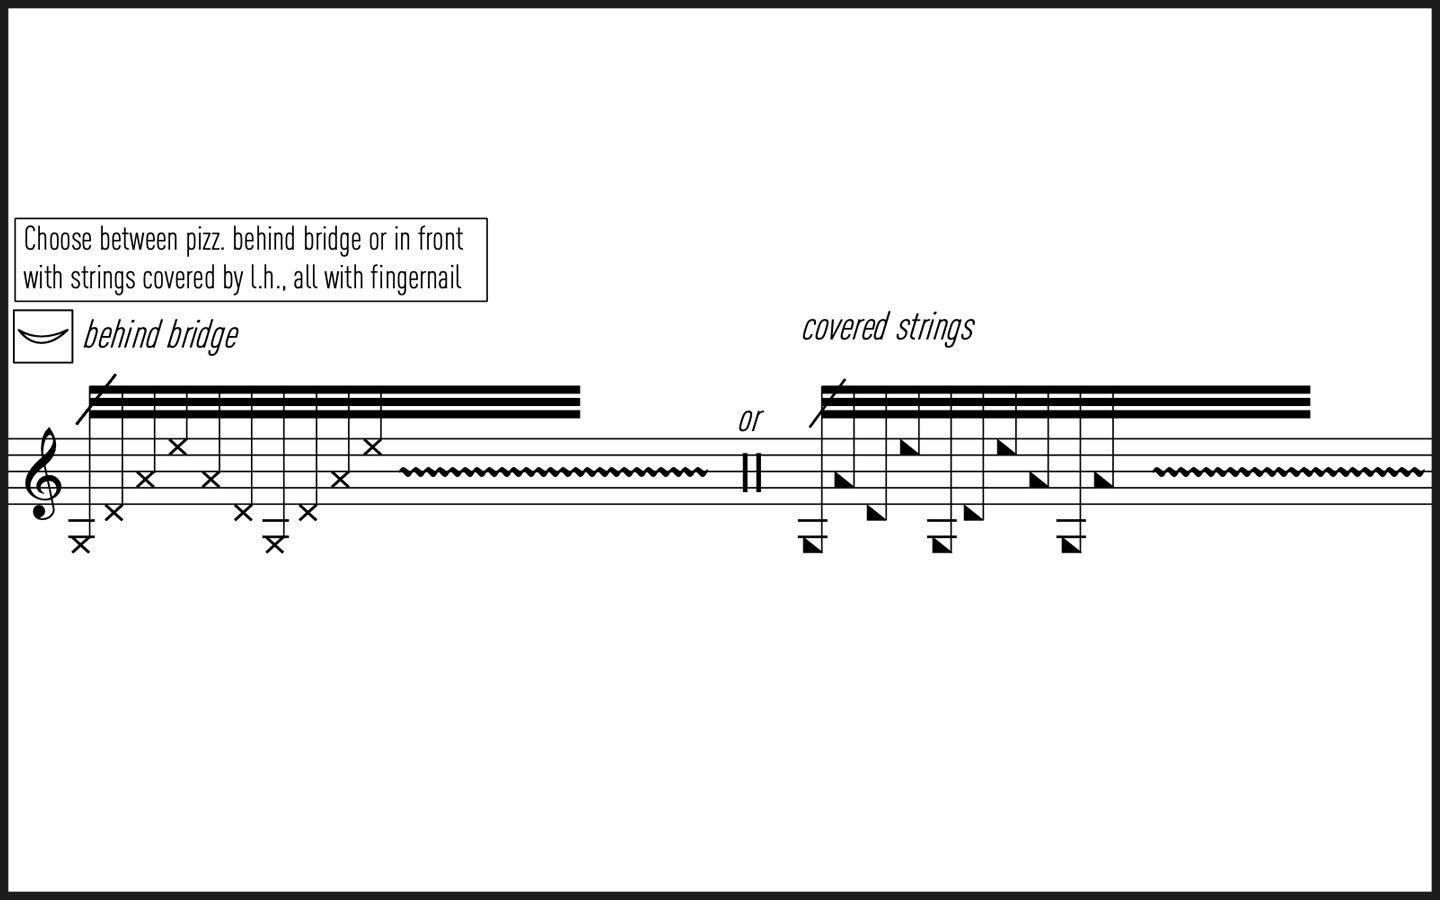 Choose between pizz. behind bridge or in front
with strings covered by l.h., all with fingernail
behind bridge
covered strings
or